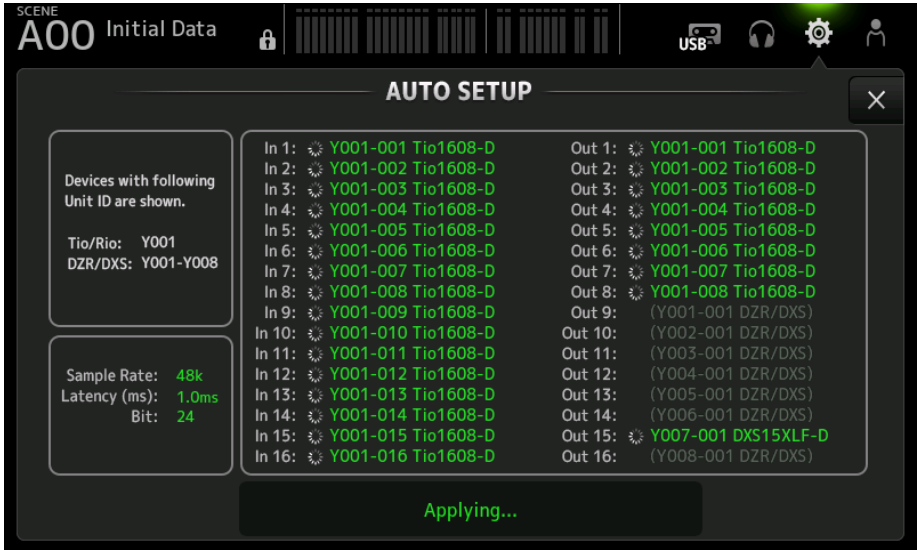 SCENE
A00 Initial Data
USB
AUTO SETUP
Devices with following
Unit ID are shown.
Tio/Rio: Y001
DZR/DXS: Y001-Y008
Sample Rate: 48k
Latency (ms): 1.0ms
Bit: 24
In 1: Y001-001 Tio1608-D
In 2: Y001-002 Tio1608-D
In 3: Y001-003 Tio1608-D
In 4: Y001-004 Tio1608-D
In 5: Y001-005 Tio1608-D
In 6: Y001-006 Tio1608-D
In 7: Y001-007 Tio1608-D
In 8: Y001-008 Tio1608-D
In 9: Y001-009 Tio1608-D
In 10: Y001-010 Tio1608-D
In 11: Y001-011 Tio1608-D
In 12: Y001-012 Tio1608-D
In 13: Y001-013 Tio1608-D
In 14: Y001-014 Tio1608-D
In 15: Y001-015 Tio1608-D
In 16: Y001-016 Tio1608-D
Out 1: Y001-001 Tio1608-D
Out 2: Y001-002 Tio1608-D
Out 3: Y001-003 Tio1608-D
Out 4: Y001-004 Tio1608-D
Out 5: Y001-005 Tio1608-D
Out 6: Y001-006 Tio1608-D
Out 7: Y001-007 Tio1608-D
Out 8: Y001-008 Tio1608-D
Out 9: (Y001-001 DZR/DXS)
Out 10: (Y002-001 DZR/DXS)
Out 11: (Y003-001 DZR/DXS)
Out 12: (Y004-001 DZR/DXS)
Out 13: (Y005-001 DZR/DXS)
Out 14: (Y006-001 DZR/DXS)
Out 15: Y007-001 DXS15XLF-D
Out 16: (Y008-001 DZR/DXS)
Applying...